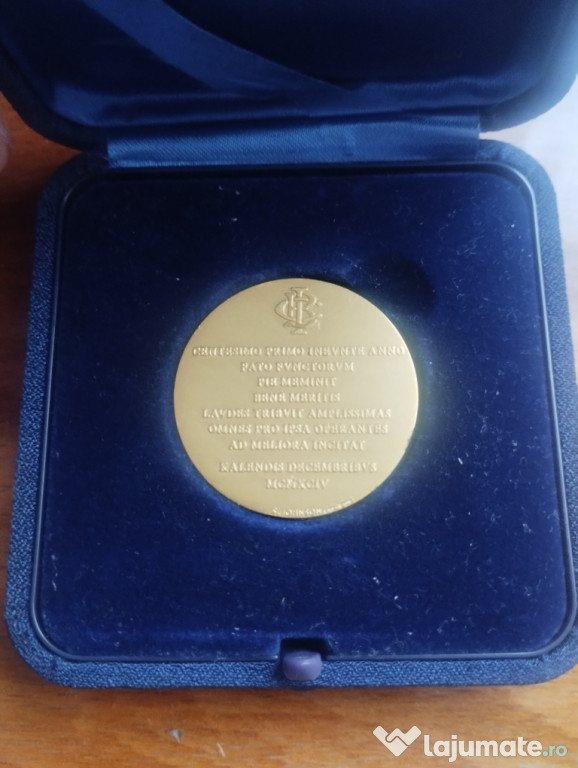 CENTESIMO PRIMO INEVNTE ANNO
FATO FVNCTORVM
PIE MEMINIT
BENE MERITIS
LAVDES TRIBVIT AMPLISSIMAS
OMNES PRO IPSA OPERANTES
AD MELIORA INCITAT
KALENDIS DECEMBRIBVS
MCMXCIV
lajumate.ro